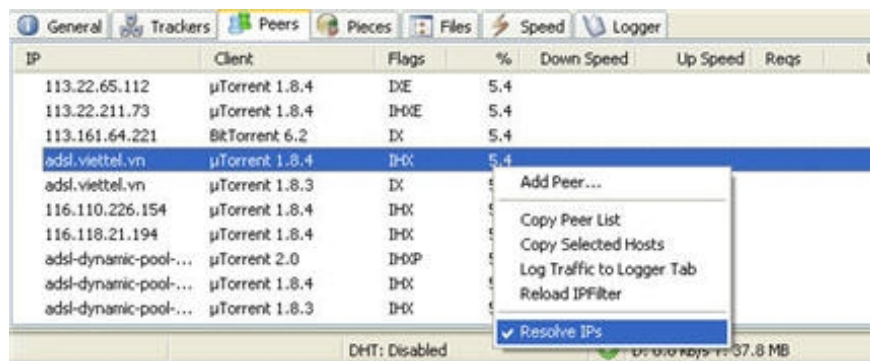 General Trackers Peers Pieces Files Speed Logger
IP Client Flags % Down Speed Up Speed Reqs
113.22.65.112 µTorrent 1.8.4 IXE 5.4
113.22.211.73 µTorrent 1.8.4 IHXE 5.4
113.161.64.221 BitTorrent 6.2 IX 5.4
adsl.viettel.vn µTorrent 1.8.4 IHX 5.4
adsl.viettel.vn µTorrent 1.8.3 IX
116.110.226.154 µTorrent 1.8.4 IHX
116.118.21.194 µTorrent 1.8.4 IHX
adsl-dynamic-pool-... µTorrent 2.0 IHXP
adsl-dynamic-pool-... µTorrent 1.8.4 IHX
adsl-dynamic-pool-... µTorrent 1.8.3 IHX
Add Peer...
Copy Peer List
Copy Selected Hosts
Log Traffic to Logger Tab
Reload IPFilter
Resolve IPs
DHT: Disabled D: 0.0 kB/s T: 37.8 MB